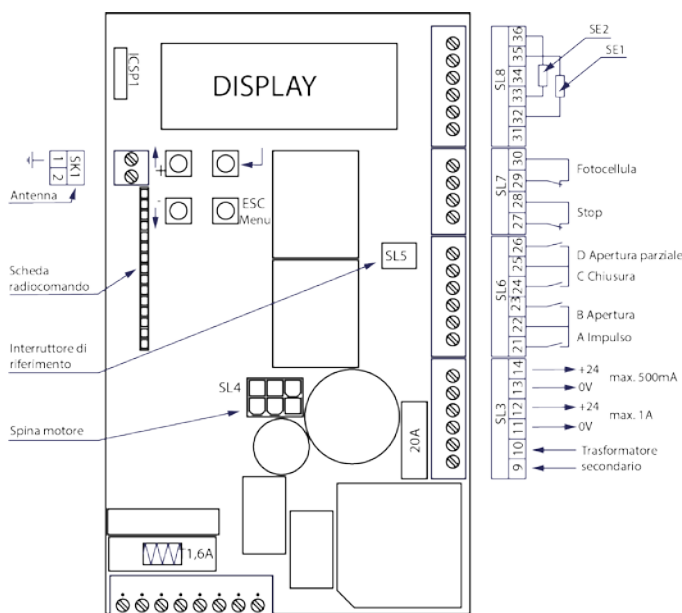 ICSP1
DISPLAY
SK1
1
2
Antenna
+
-
ESC
Menu
Scheda
radiocomando
Interruttore di
riferimento
SL5
SL4
Spina motore
20A
T1,6A
SL8
36
35
34
33
32
31
SE2
SE1
SL7
30
29
28
27
Fotocellula
Stop
SL6
26
25
24
23
22
21
D Apertura parziale
C Chiusura
B Apertura
A Impulso
SL3
14
13
12
11
10
9
+24
0V
max. 500mA
+24
0V
max. 1A
Trasformatore
secondario